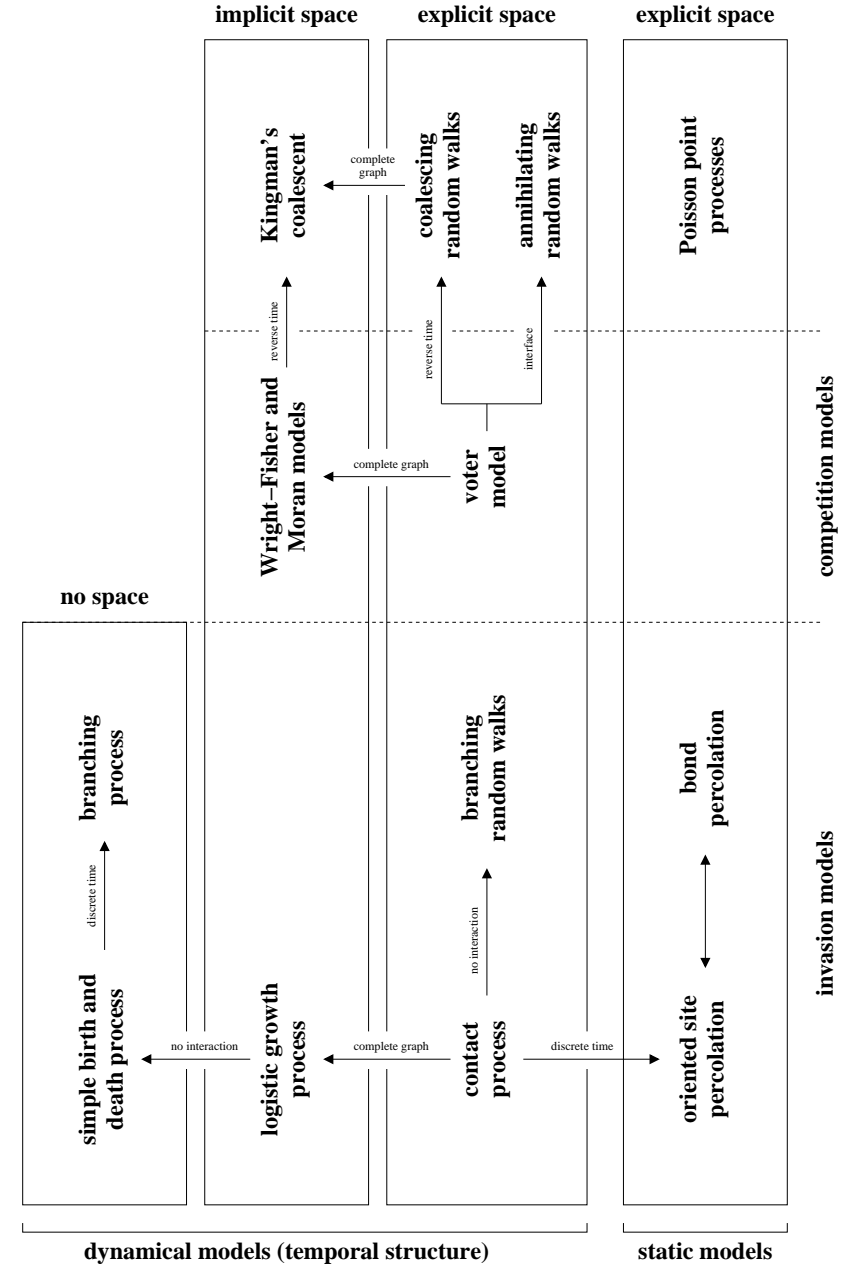 implicit space
explicit space
explicit space
Kingman's
coalescent
complete
graph
coalescing
random walks
annihilating
random walks
Poisson point
processes
reverse time
reverse time
interface
Wright–Fisher and
Moran models
complete graph
voter
model
competition models
no space
branching
process
branching
random walks
bond
percolation
discrete time
no interaction
invasion models
simple birth and
death process
no interaction
logistic growth
process
complete graph
contact
process
discrete time
oriented site
percolation
dynamical models (temporal structure)
static models